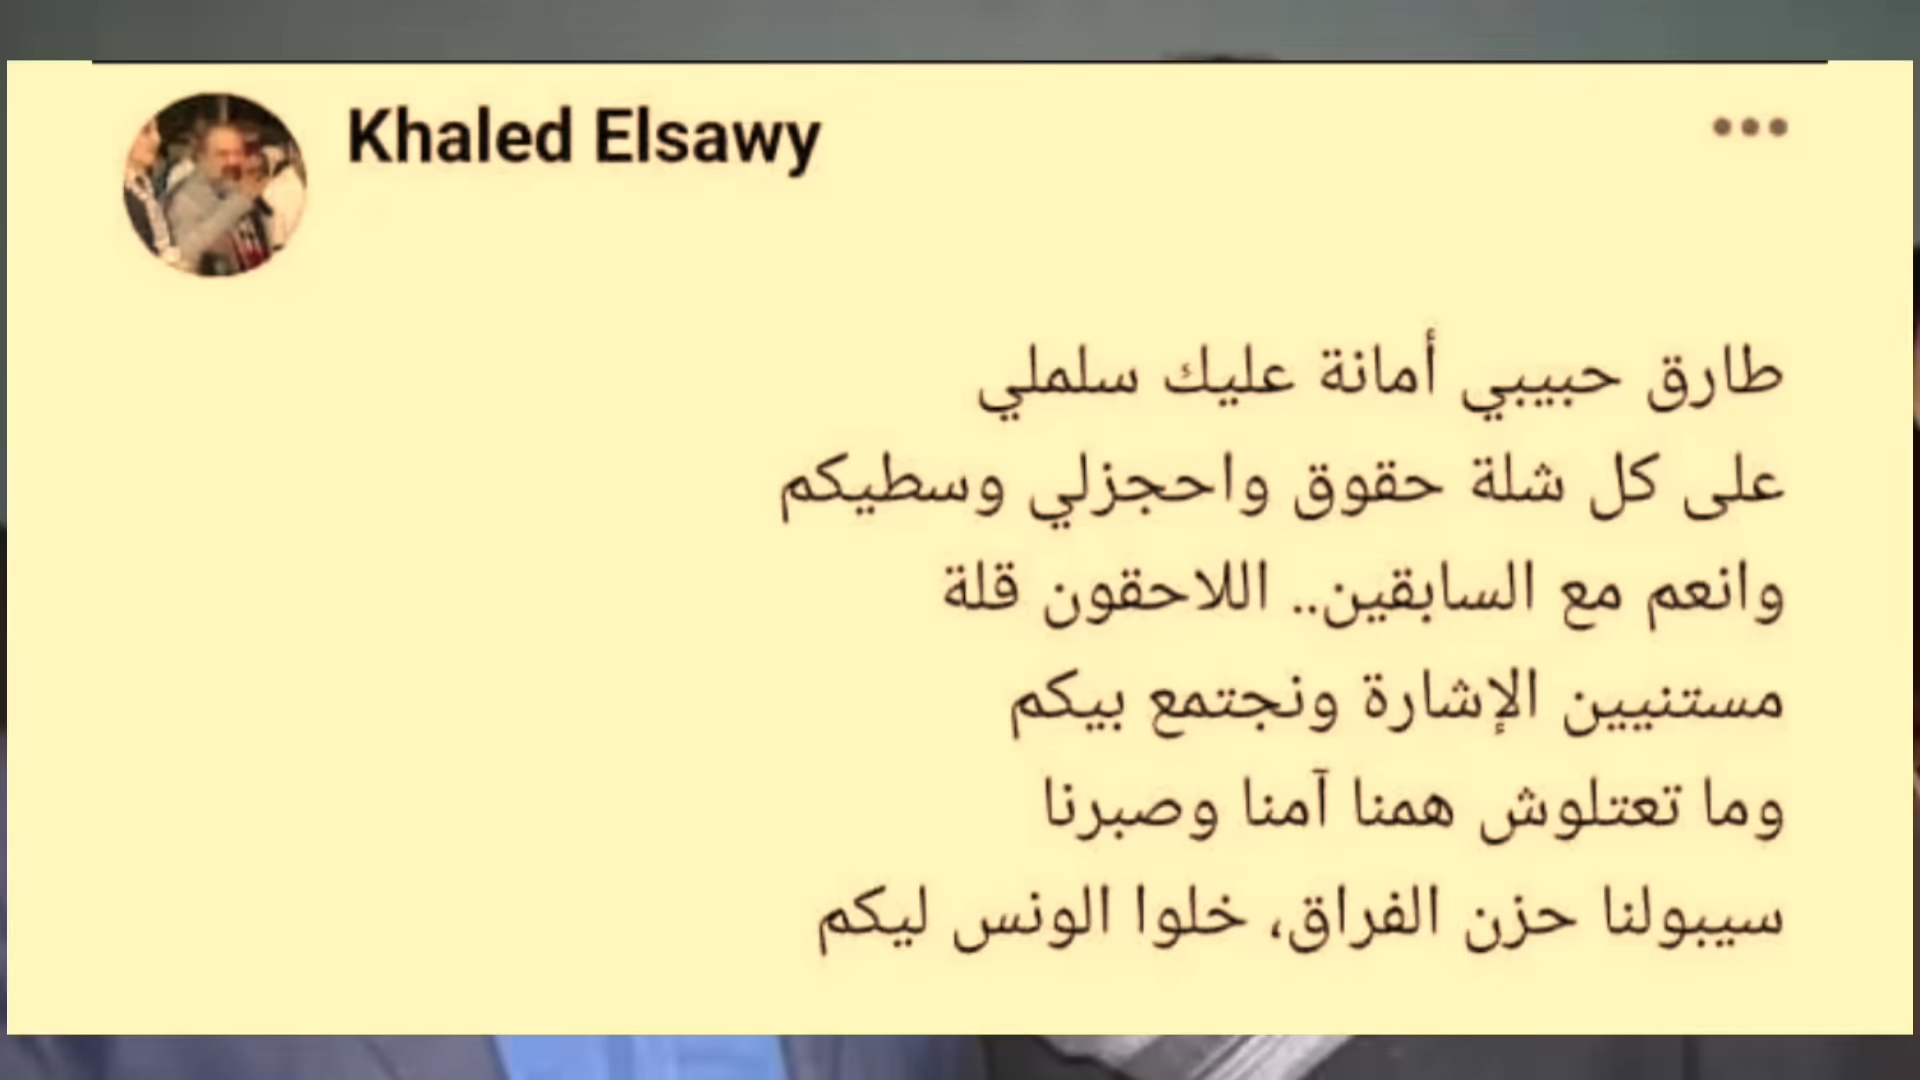 Khaled Elsawy
طارق حبيبي أمانة عليك سلملي
على كل شلة حقوق واحجزلي وسطيكم
وانعم مع السابقين.. اللاحقون قلة
مستنيين الإشارة ونجتمع بيكم
وما تعتلوش همنا آمنا وصبرنا
سيبولنا حزن الفراق، خلوا الونس ليكم